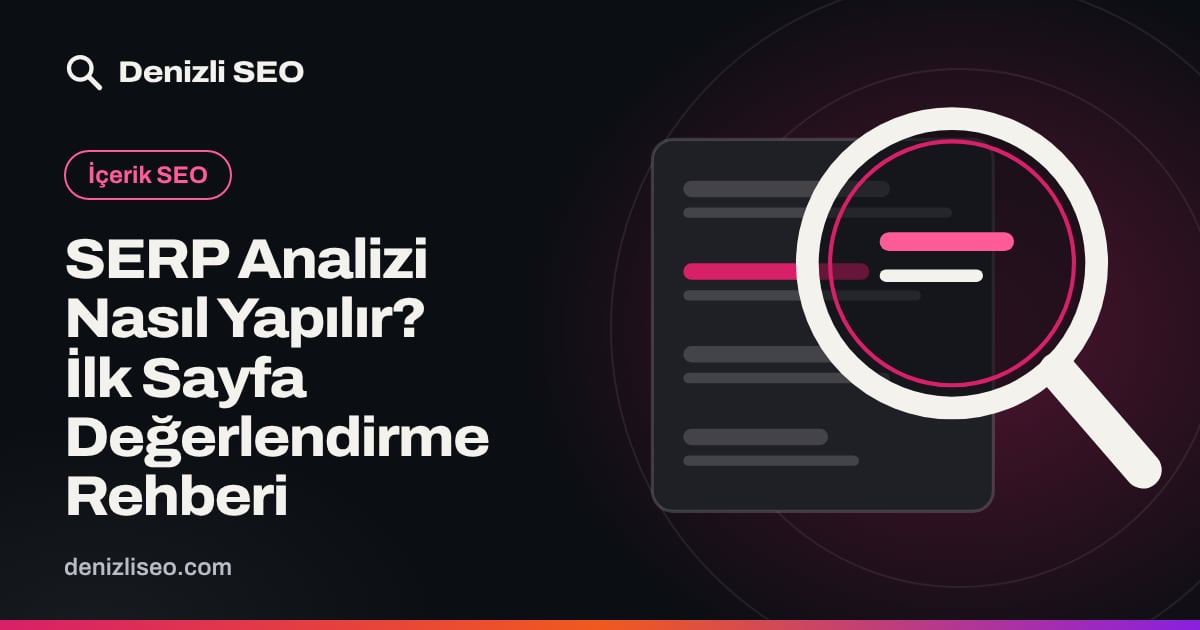 Denizli SEO
İçerik SEO
SERP Analizi
Nasıl Yapılır?
İlk Sayfa
Değerlendirme
Rehberi
denizliseo.com